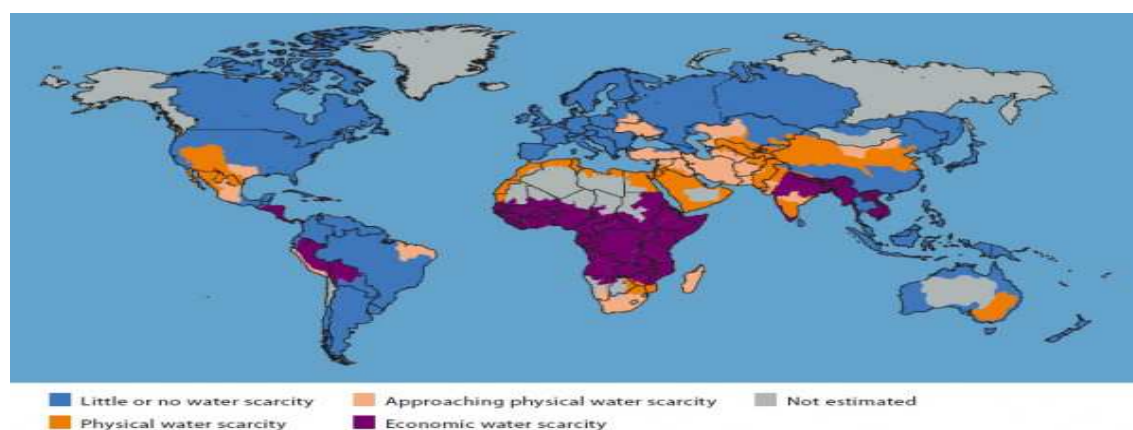 Little or no water scarcity Approaching physical water scarcity Not estimated
Physical water scarcity Economic water scarcity